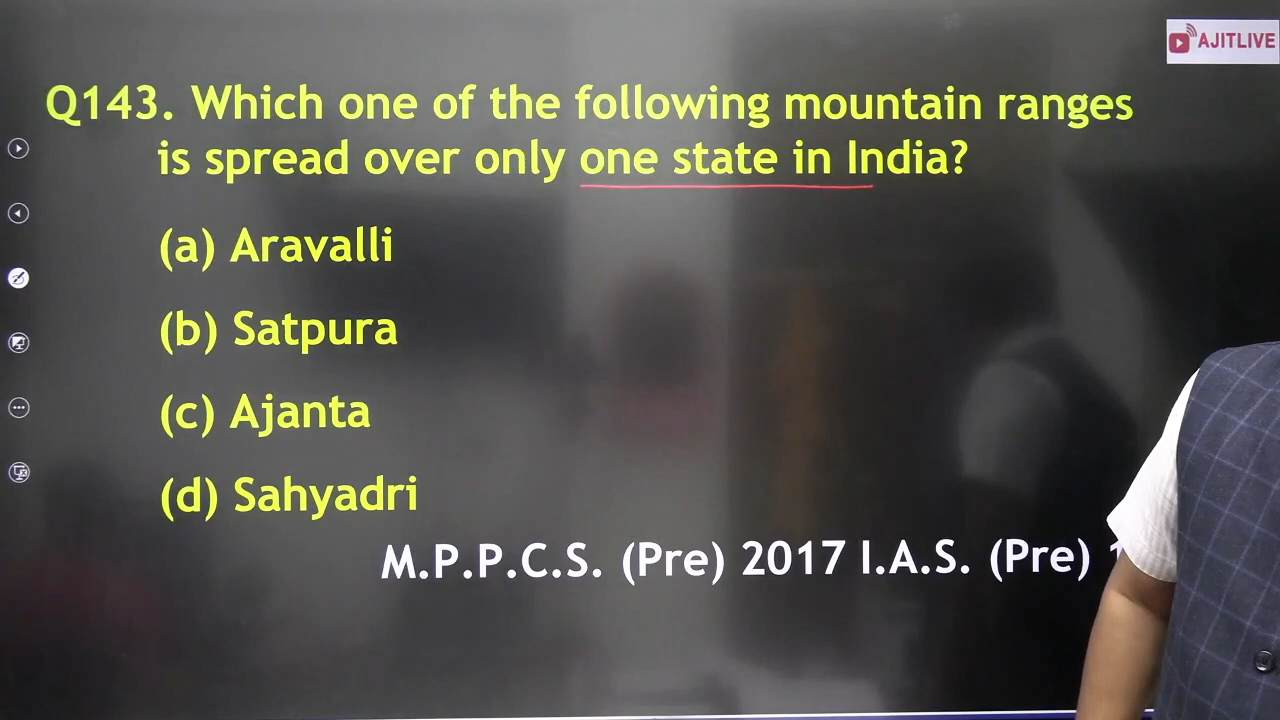 AJITLIVE
Q143. Which one of the following mountain ranges
is spread over only one state in India?
(a) Aravalli
(b) Satpura
(c) Ajanta
(d) Sahyadri
M.P.P.C.S. (Pre) 2017 I.A.S. (Pre)